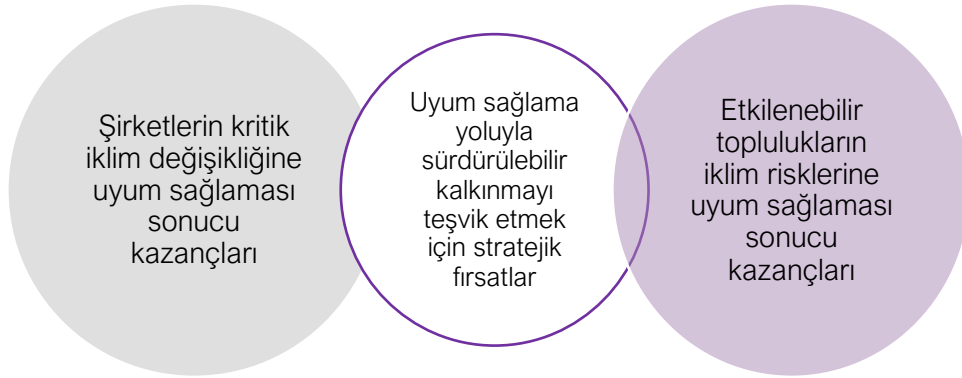 Şirketlerin kritik
iklim değişikliğine
uyum sağlaması
sonucu
kazançları
Uyum sağlama
yoluyla
sürdürülebilir
kalkınmayı
teşvik etmek
için stratejik
fırsatlar
Etkilenebilir
toplulukların
iklim risklerine
uyum sağlaması
sonucu
kazançları